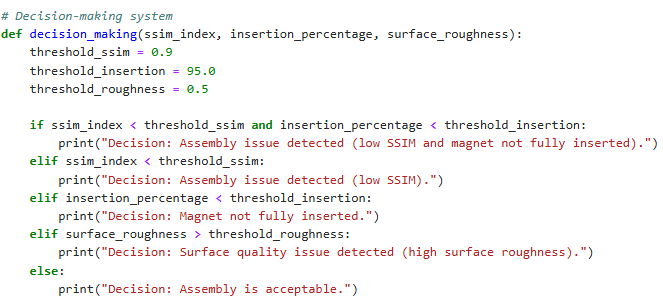 # Decision-making system
def decision_making(ssim_index, insertion_percentage, surface_roughness):
    threshold_ssim = 0.9
    threshold_insertion = 95.0
    threshold_roughness = 0.5

    if ssim_index < threshold_ssim and insertion_percentage < threshold_insertion:
        print("Decision: Assembly issue detected (low SSIM and magnet not fully inserted).")
    elif ssim_index < threshold_ssim:
        print("Decision: Assembly issue detected (low SSIM).")
    elif insertion_percentage < threshold_insertion:
        print("Decision: Magnet not fully inserted.")
    elif surface_roughness > threshold_roughness:
        print("Decision: Surface quality issue detected (high surface roughness).")
    else:
        print("Decision: Assembly is acceptable.")